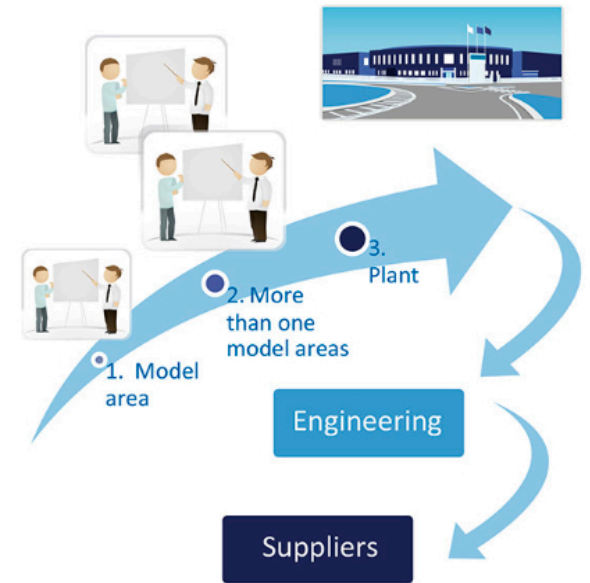 3.
Plant
2. More
than one
model areas
1. Model
area
Engineering
Suppliers